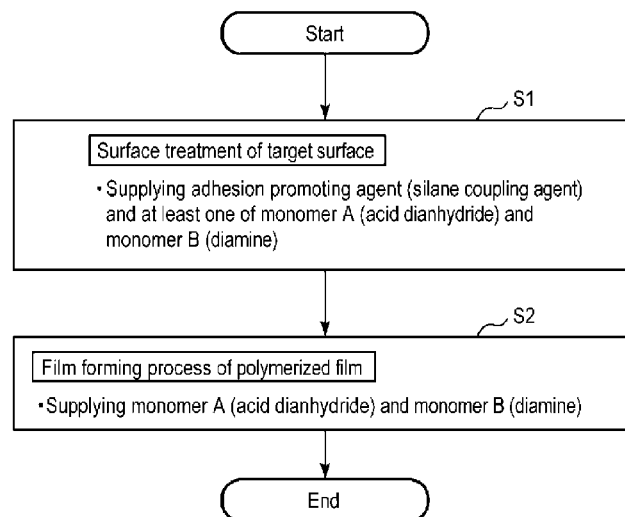 Start
S1
Surface treatment of target surface
・Supplying adhesion promoting agent (silane coupling agent)
and at least one of monomer A (acid dianhydride) and
monomer B (diamine)
S2
Film forming process of polymerized film
・Supplying monomer A (acid dianhydride) and monomer B (diamine)
End